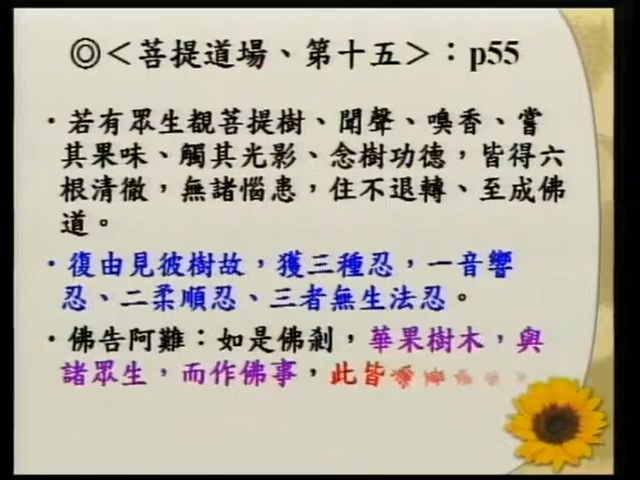 ◎＜菩提道場、第十五＞：p55
・若有眾生觀菩提樹、聞聲、嗅香、嘗
其果味、觸其光影、念樹功德，皆得六
根清徹，無諸惱患，住不退轉、至成佛
道。
・復由見彼樹故，獲三種忍，一音響
忍、二柔順忍、三者無生法忍。
・佛告阿難：如是佛剎，華果樹木，與
諸眾生，而作佛事，此皆